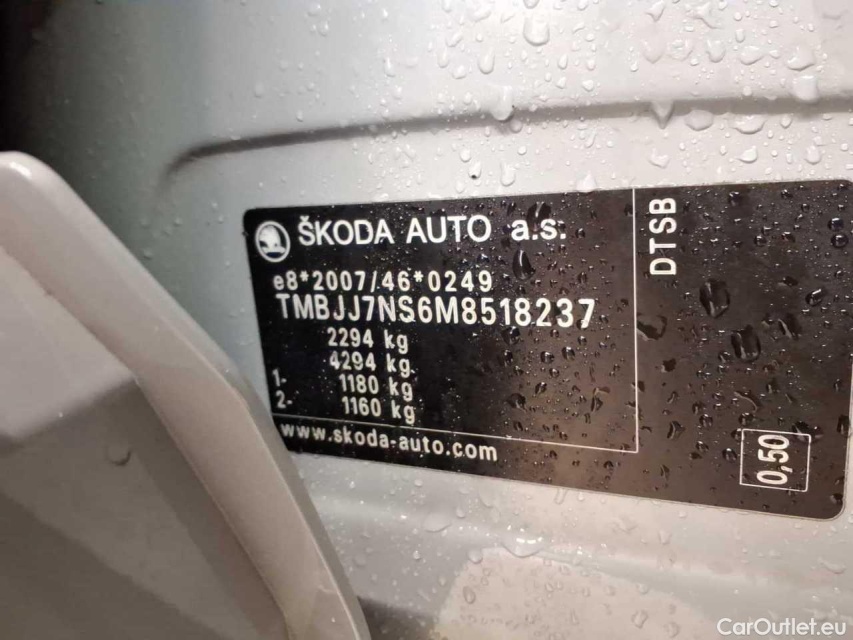 ŠKODA AUTO a.s.
e8*2007/46*0249
TMBJJ7NS6M8518237
2294 kg
4294 kg
1- 1180 kg
2- 1160 kg
www.skoda-auto.com
DTSB
0,50
CarOutlet.eu